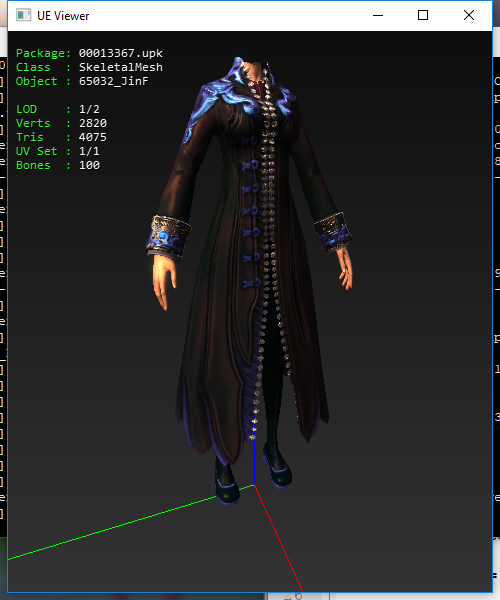 UE Viewer
Package: 00013367.upk
Class : SkeletalMesh
Object : 65032_JinF
LOD : 1/2
Verts : 2820
Tris : 4075
UV Set : 1/1
Bones : 100